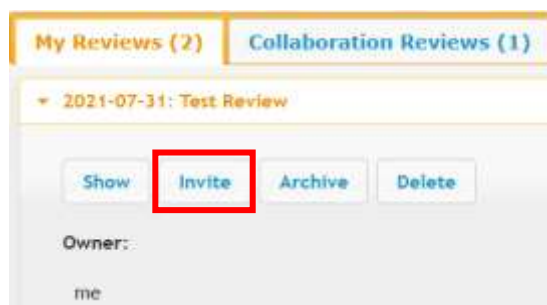 My Reviews (2) Collaboration Reviews (1)
2021-07-31: Test Review
Show Invite Archive Delete
Owner:
me